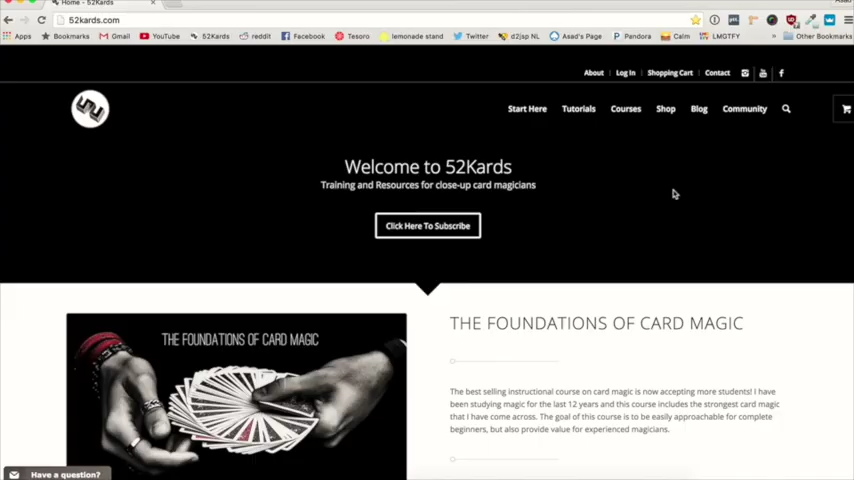 Home - 52Kards
52kards.com
Apps Bookmarks Gmail YouTube 52Kards reddit Facebook Tesoro lemonade stand Twitter d2jsp NL Asad's Page Pandora Calm LMGTFY » Other Bookmarks
About Log In Shopping Cart Contact
Start Here Tutorials Courses Shop Blog Community
Welcome to 52Kards
Training and Resources for close-up card magicians
Click Here To Subscribe
THE FOUNDATIONS OF CARD MAGIC
THE FOUNDATIONS OF CARD MAGIC
The best selling instructional course on card magic is now accepting more students! I have
been studying magic for the last 12 years and this course includes the strongest card magic
that I have come across. The goal of this course is to be easily approachable for complete
beginners, but also provide value for experienced magicians.
Have a question?